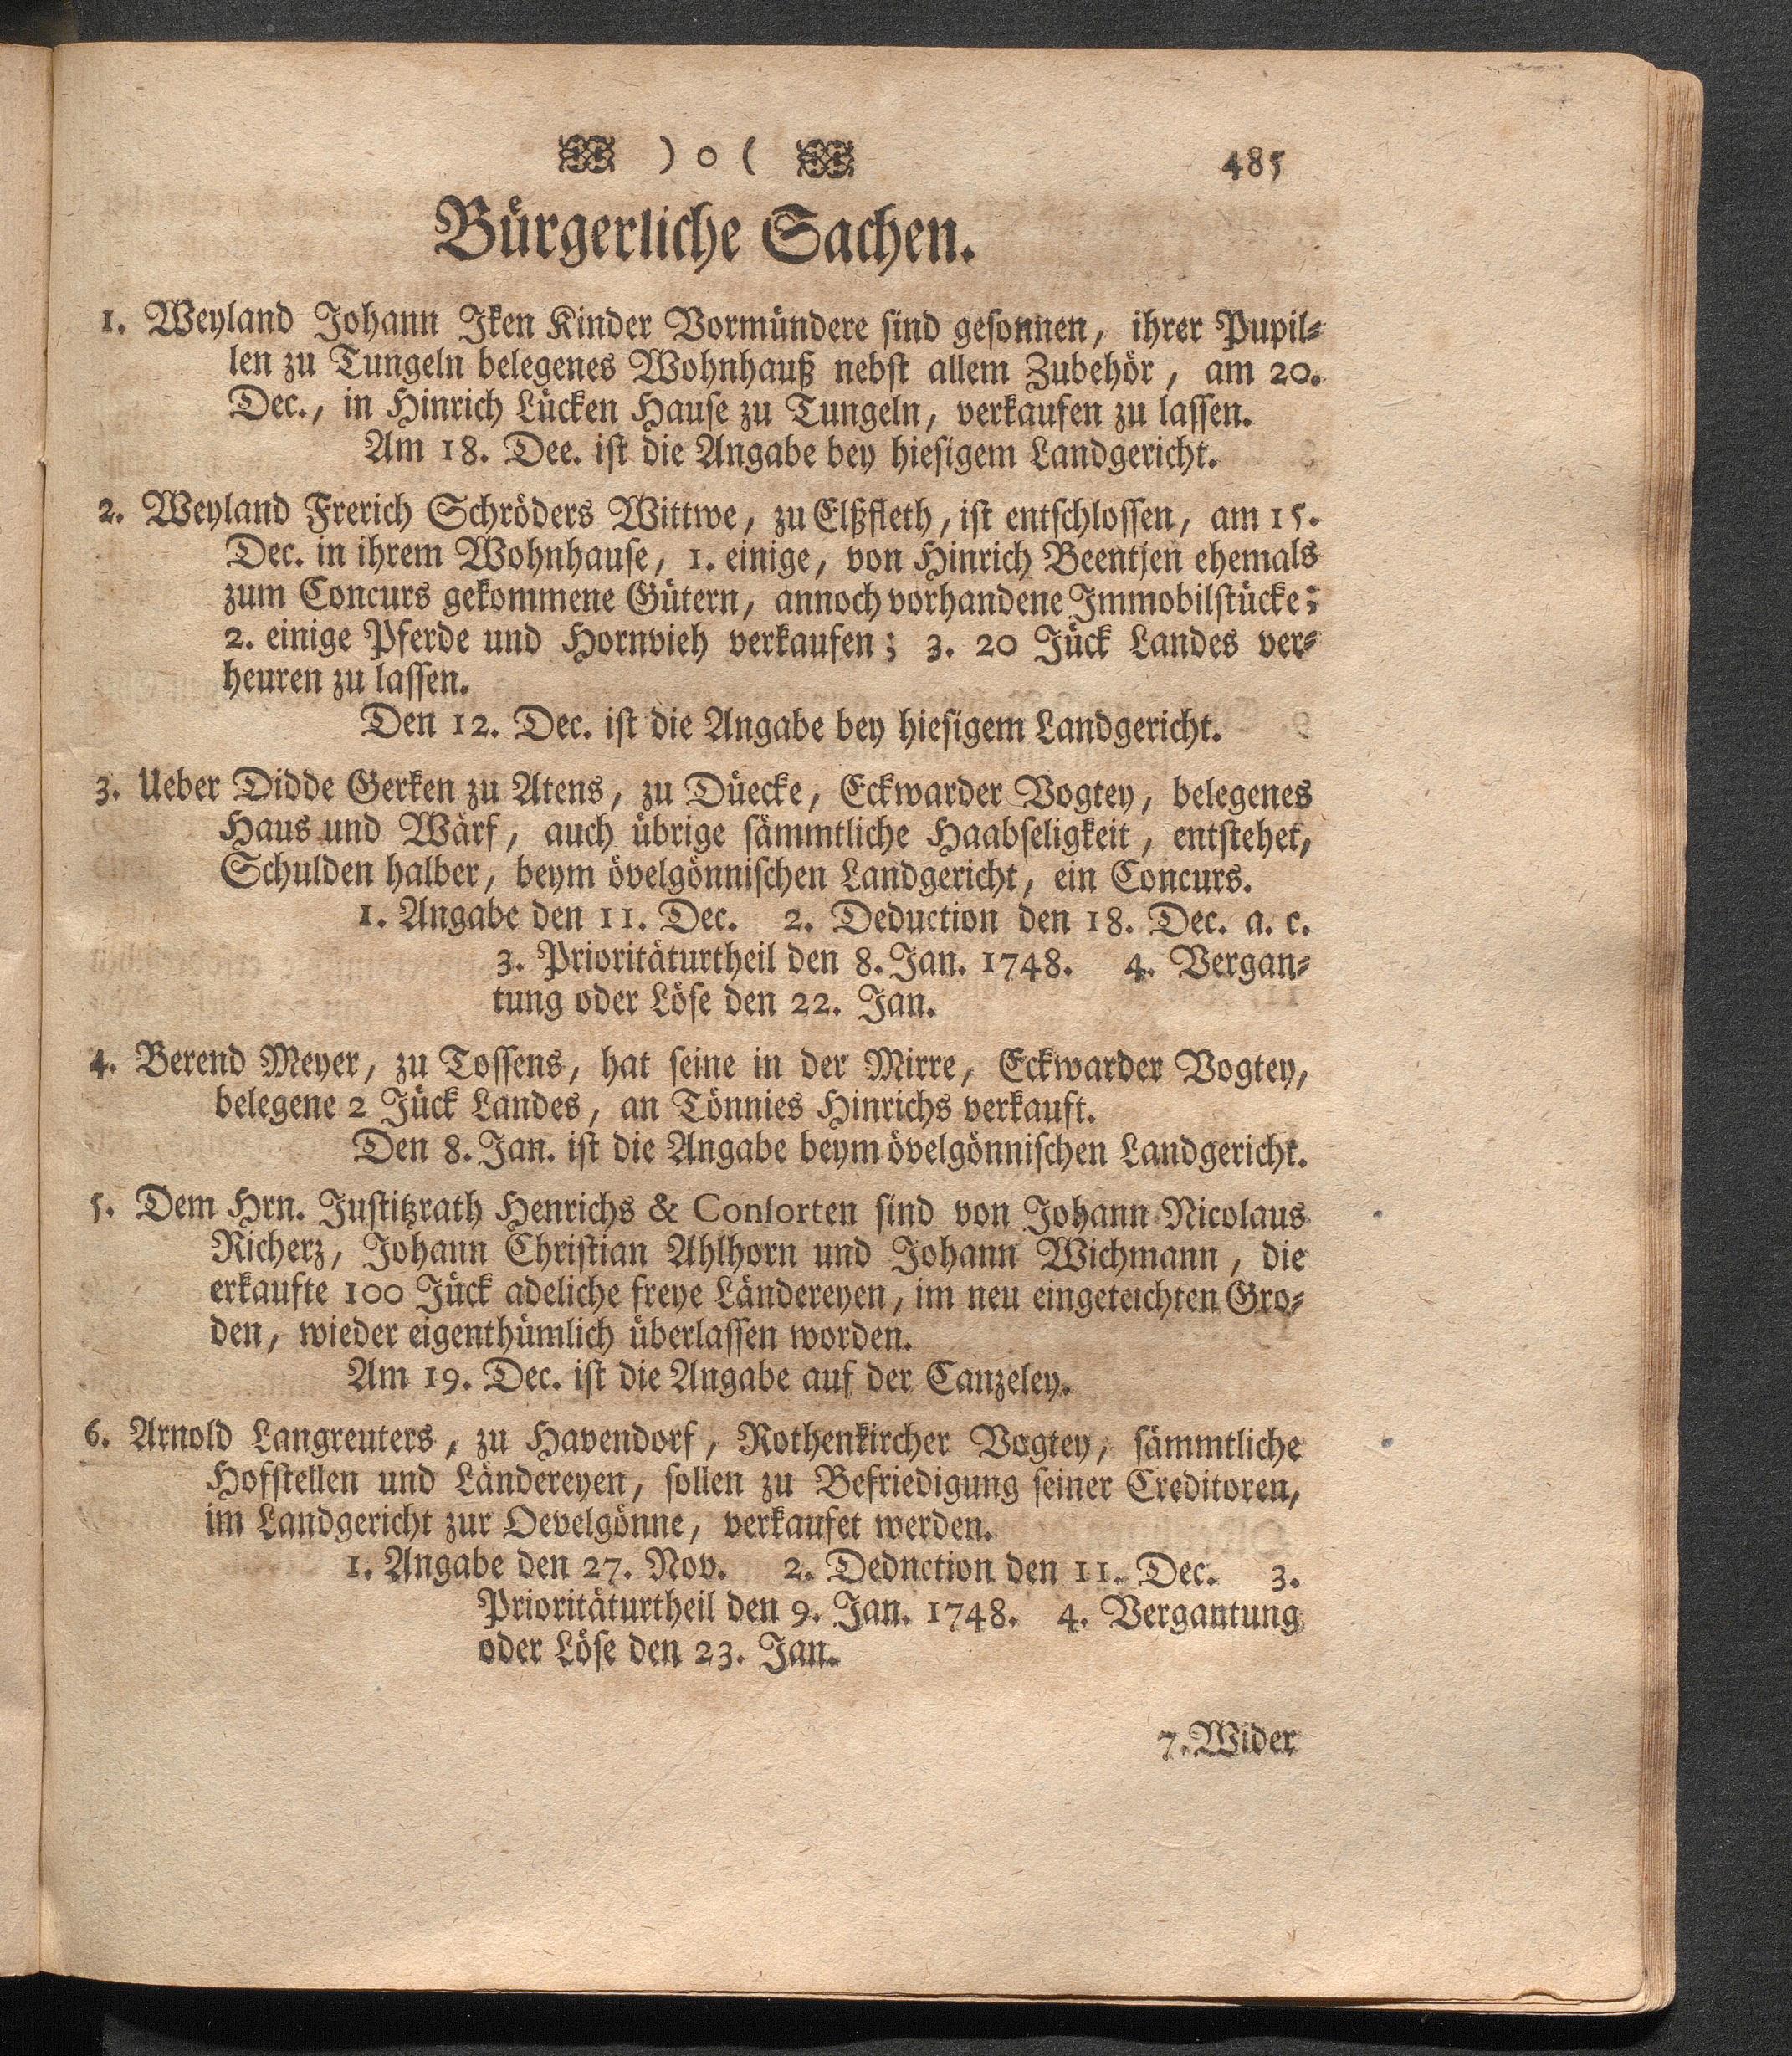 ) o ( 485
Bürgerliche Sachen.
1. Weyland Johann Iken Kinder Vormündere sind gesonnen, ihrer Pupil-
len zu Tungeln belegenes Wohnhauß nebst allem Zubehör, am 20.
Dec., in Hinrich Lücken Hause zu Tungeln, verkaufen zu lassen.
Am 18. Dee. ist die Angabe bey hiesigem Landgericht.
2. Weyland Frerich Schröders Wittwe, zu Elßfleth, ist entschlossen, am 15.
Dec. in ihrem Wohnhause, 1. einige, von Hinrich Beentjen ehemals
zum Concurs gekommene Gütern, annoch vorhandene Immobilstücke;
2. einige Pferde und Hornvieh verkaufen; 3. 20 Jück Landes ver-
heuren zu lassen.
Den 12. Dec. ist die Angabe bey hiesigem Landgericht.
3. Ueber Didde Gerken zu Atens, zu Düecke, Eckwarder Vogtey, belegenes
Haus und Wärf, auch übrige sämmtliche Haabseligkeit, entstehet,
Schulden halber, beym övelgönnischen Landgericht, ein Concurs.
1. Angabe den 11. Dec. 2. Deduction den 18. Dec. a. c.
3. Prioritäturtheil den 8. Jan. 1748. 4. Vergan-
tung oder Löse den 22. Jan.
4. Berend Meyer, zu Tossens, hat seine in der Mirre, Eckwarder Vogtey,
belegene 2 Jück Landes, an Tönnies Hinrichs verkauft.
Den 8. Jan. ist die Angabe beym övelgönnischen Landgericht.
5. Dem Hrn. Justitzrath Henrichs & Consorten sind von Johann Nicolaus
Richerz, Johann Christian Ahlhorn und Johann Wichmann, die
erkaufte 100 Jück adeliche freye Ländereyen, im neu eingeteichten Gro-
den, wieder eigenthümlich überlassen worden.
Am 19. Dec. ist die Angabe auf der Canzeley.
6. Arnold Langreuters, zu Havendorf, Rothenkircher Vogtey, sämmtliche
Hofstellen und Ländereyen, sollen zu Befriedigung seiner Creditoren,
im Landgericht zur Oevelgönne, verkaufet werden.
1. Angabe den 27. Nov. 2. Dednction den 11. Dec. 3.
Prioritäturtheil den 9. Jan. 1748. 4. Vergantung
oder Löse den 23. Jan.
7. Wider